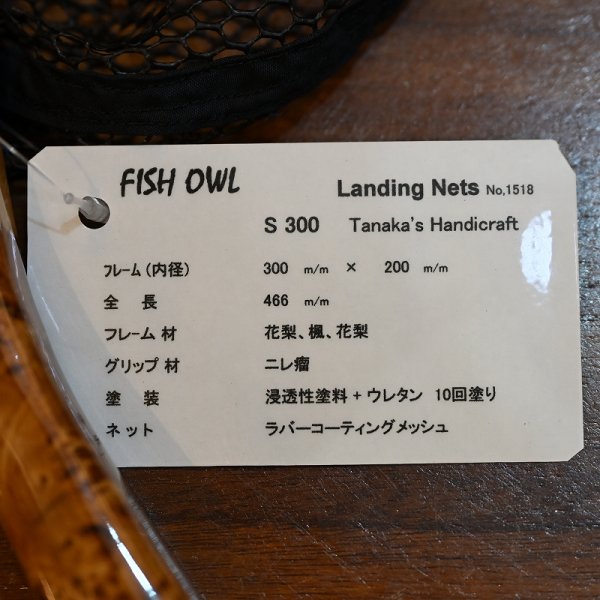 FISH OWL Landing Nets No,1518
S 300 Tanaka's Handicraft
フレーム（内径） 300 m/m × 200 m/m
全 長 466 m/m
フレーム 材 花梨、楓、花梨
グリップ 材 ニレ瘤
塗 装 浸透性塗料 + ウレタン 10回塗り
ネット ラバーコーティングメッシュ